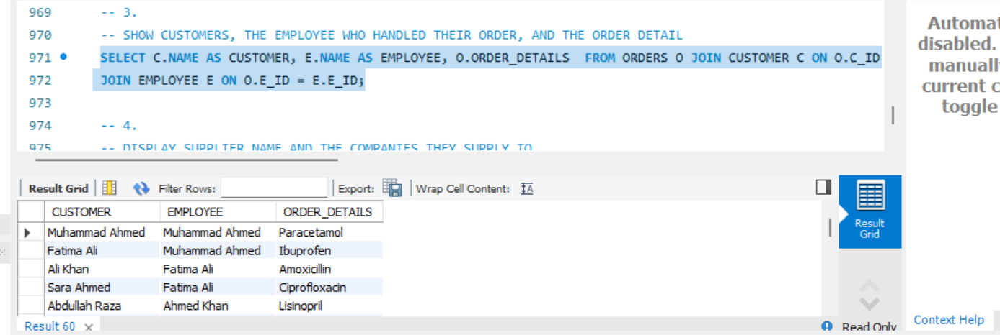 969 -- 3.
970 -- SHOW CUSTOMERS, THE EMPLOYEE WHO HANDLED THEIR ORDER, AND THE ORDER DETAIL
971 SELECT C.NAME AS CUSTOMER, E.NAME AS EMPLOYEE, O.ORDER_DETAILS FROM ORDERS O JOIN CUSTOMER C ON O.C_ID
972 JOIN EMPLOYEE E ON O.E_ID = E.E_ID;
973
974 -- 4.
975 -- DISPLAY SUPPLIER NAME AND THE COMPANIES THEY SUPPLY TO
Automat
disabled.
manually
current c
toggle
Result Grid Filter Rows: Export: Wrap Cell Content:
CUSTOMER EMPLOYEE ORDER_DETAILS
Muhammad Ahmed Muhammad Ahmed Paracetamol
Fatima Ali Muhammad Ahmed Ibuprofen
Ali Khan Fatima Ali Amoxicillin
Sara Ahmed Fatima Ali Ciprofloxacin
Abdullah Raza Ahmed Khan Lisinopril
Result
Grid
Result 60 Read Only Context Help